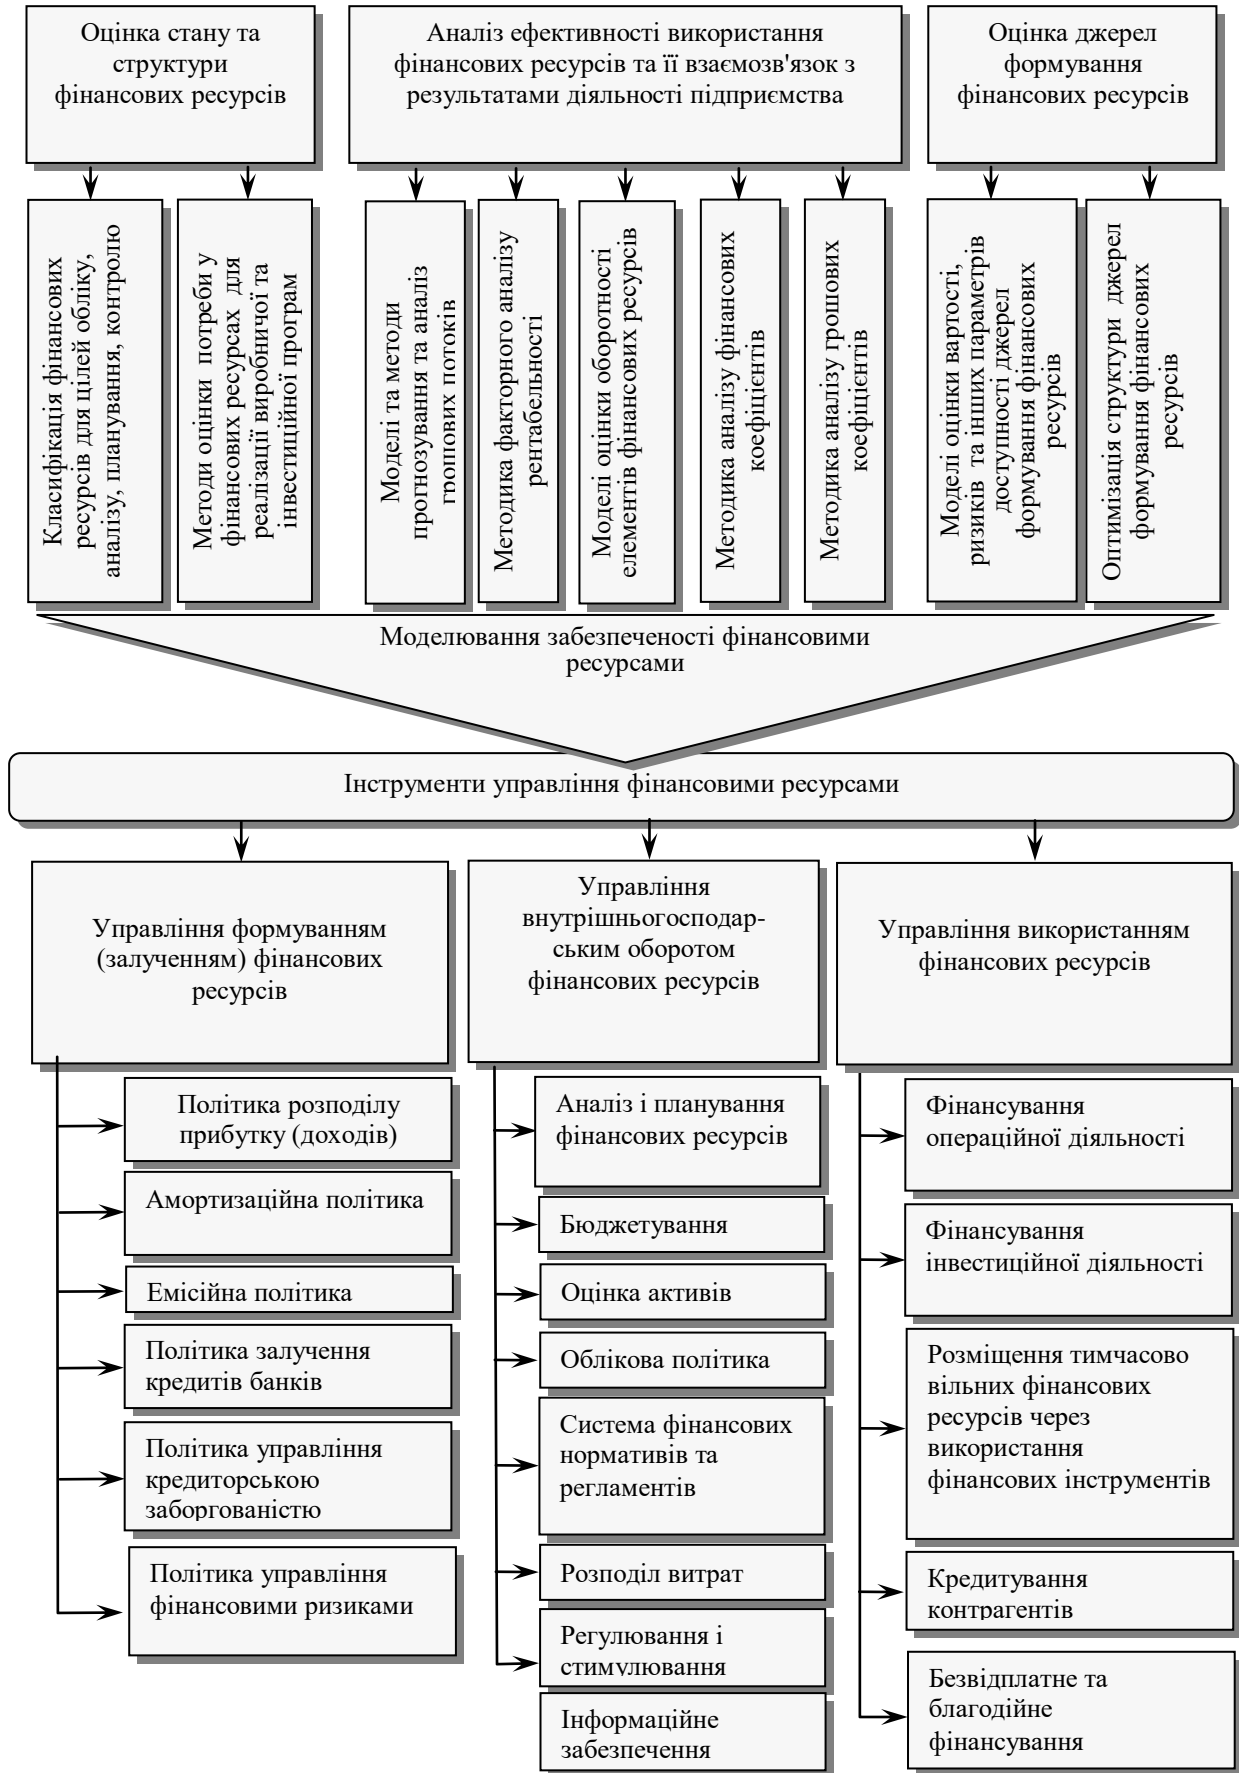 Оцінка стану та
структури
фінансових ресурсів
Аналіз ефективності використання
фінансових ресурсів та її взаємозв'язок з
результатами діяльності підприємства
Оцінка джерел
формування
фінансових ресурсів
Класифікація фінансових
ресурсів для цілей обліку,
аналізу, планування, контролю
Методи оцінки потреби у
фінансових ресурсах для
реалізації виробничої та
інвестиційної програм
Моделі та методи
прогнозування та аналіз
грошових потоків
Методика факторного аналізу
рентабельності
Моделі оцінки оборотності
елементів фінансових ресурсів
Методика аналізу фінансових
коефіцієнтів
Методика аналізу грошових
коефіцієнтів
Моделі оцінки вартості,
ризиків та інших параметрів
доступності джерел
формування фінансових
ресурсів
Оптимізація структури джерел
формування фінансових
ресурсів
Моделювання забезпеченості фінансовими
ресурсами
Інструменти управління фінансовими ресурсами
Управління формуванням
(залученням) фінансових
ресурсів
Управління
внутрішньогосподар-
ським оборотом
фінансових ресурсів
Управління використанням
фінансових ресурсів
Політика розподілу
прибутку (доходів)
Амортизаційна політика
Емісійна політика
Політика залучення
кредитів банків
Політика управління
кредиторською
заборгованістю
Політика управління
фінансовими ризиками
Аналіз і планування
фінансових ресурсів
Бюджетування
Оцінка активів
Облікова політика
Система фінансових
нормативів та
регламентів
Розподіл витрат
Регулювання і
стимулювання
Інформаційне
забезпечення
Фінансування
операційної діяльності
Фінансування
інвестиційної діяльності
Розміщення тимчасово
вільних фінансових
ресурсів через
використання
фінансових інструментів
Кредитування
контрагентів
Безвідплатне та
благодійне
фінансування